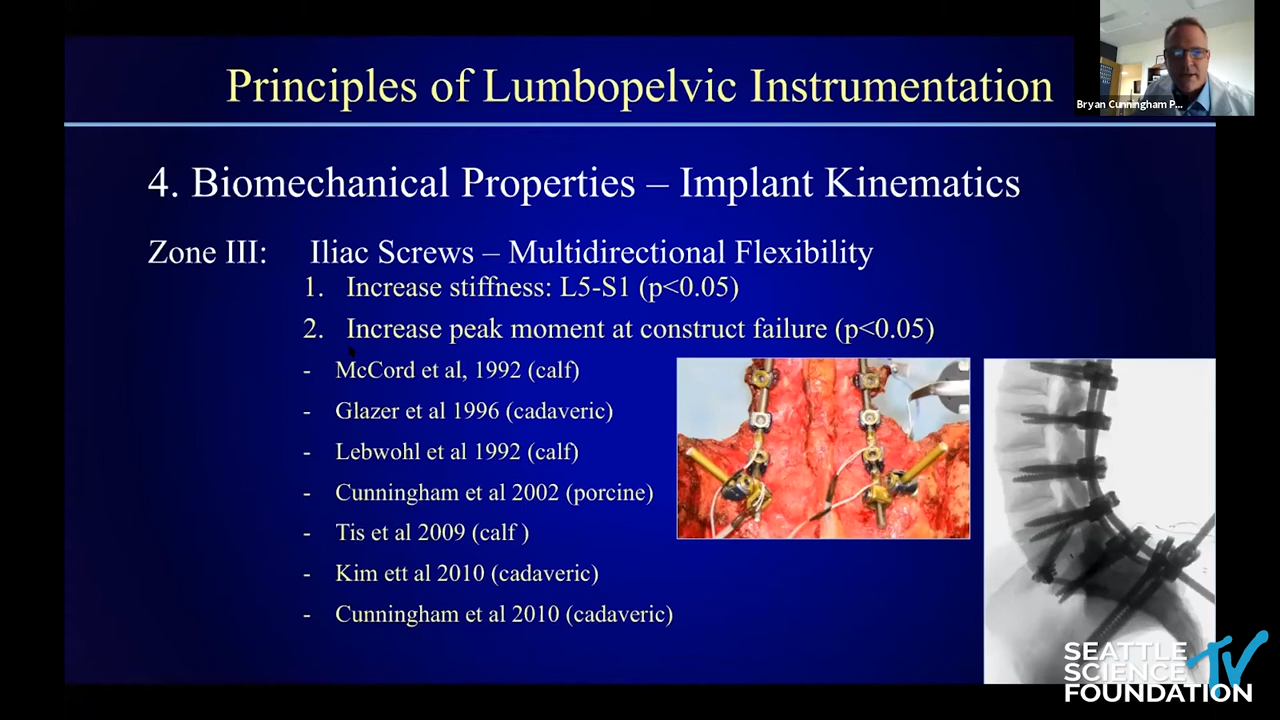 Principles of Lumbopelvic Instrumentation
Bryan Cunningham P...
4. Biomechanical Properties – Implant Kinematics
Zone III: Iliac Screws – Multidirectional Flexibility
1. Increase stiffness: L5-S1 (p<0.05)
2. Increase peak moment at construct failure (p<0.05)
- McCord et al, 1992 (calf)
- Glazer et al 1996 (cadaveric)
- Lebwohl et al 1992 (calf)
- Cunningham et al 2002 (porcine)
- Tis et al 2009 (calf )
- Kim ett al 2010 (cadaveric)
- Cunningham et al 2010 (cadaveric)
SEATTLE
SCIENCE TV
FOUNDATION